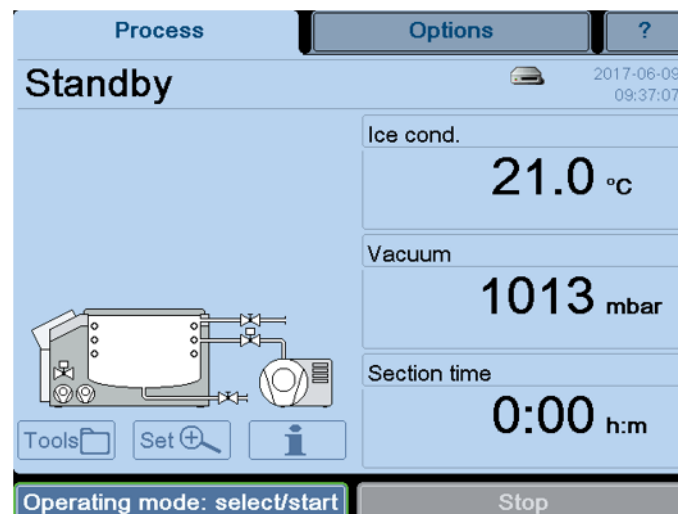 Process
Options
?
Standby
2017-06-09
09:37:07
Ice cond.
21.0 °C
Vacuum
1013 mbar
Section time
0:00 h:m
Tools
Set
i
Operating mode: select/start
Stop